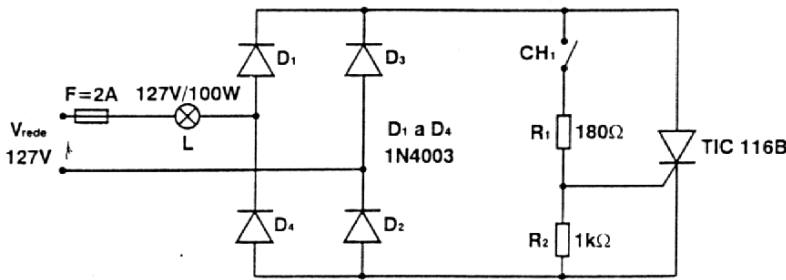 F=2A
127V/100W
L
Vrede
127V
D1
D3
D4
D2
D1 a D4
1N4003
CH1
R1
180Ω
R2
1kΩ
TIC 116B